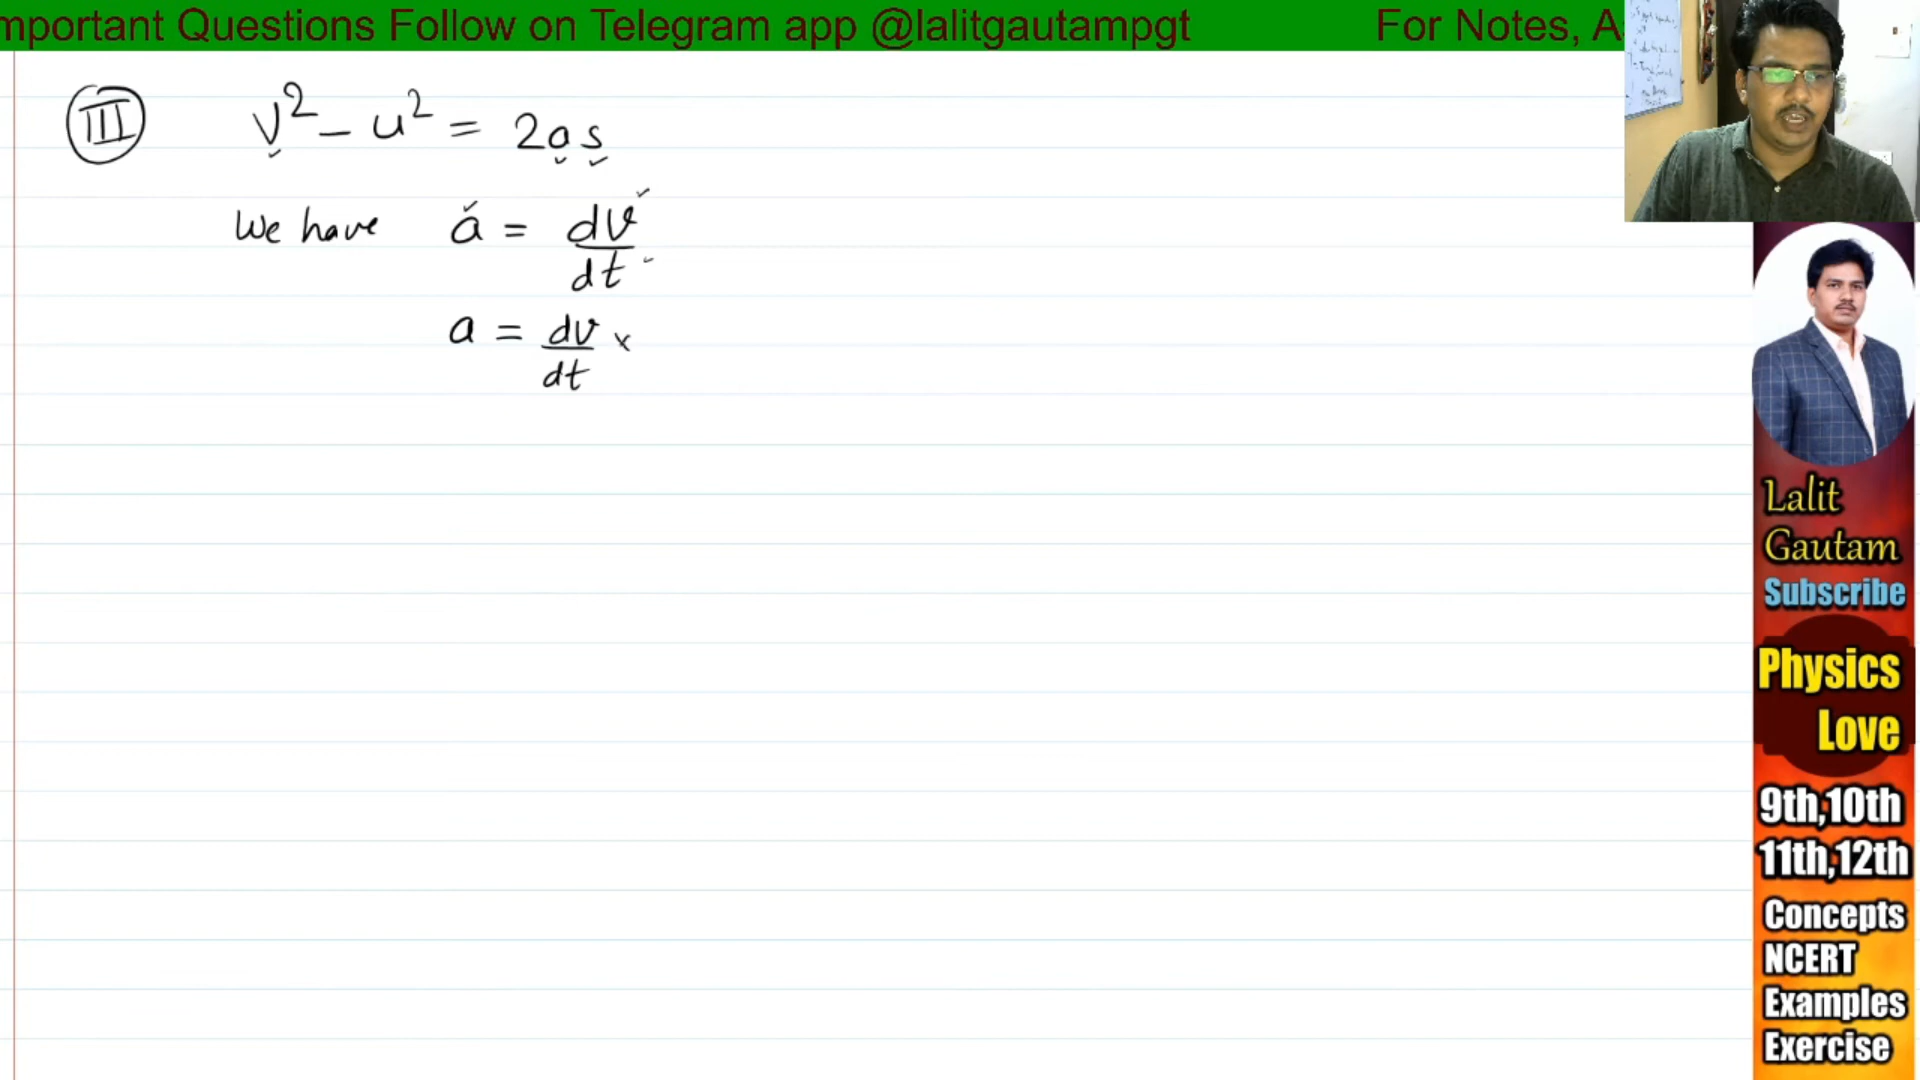 mportant Questions Follow on Telegram app @lalitgautampgt For Notes, A
III v² - u² = 2as
We have a = dv/dt
a = dv/dt ×
Lalit
Gautam
Subscribe
Physics
Love
9th,10th
11th,12th
Concepts
NCERT
Examples
Exercise